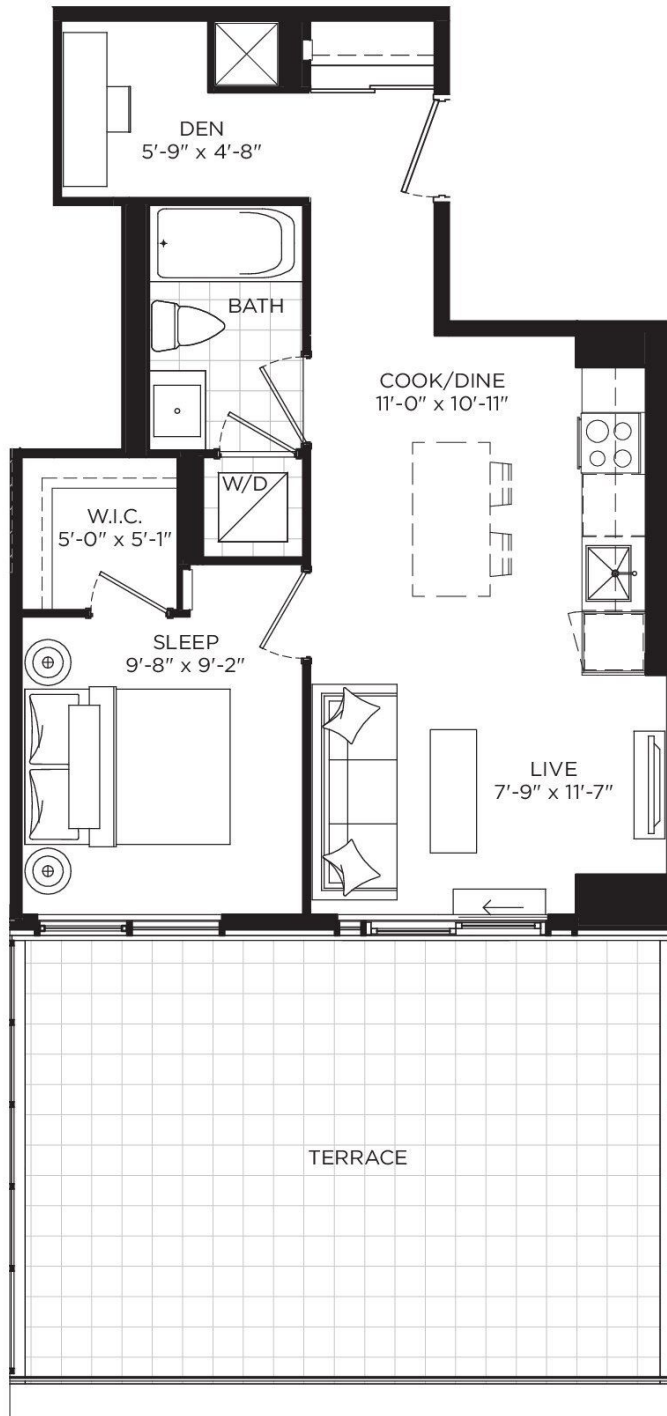 DEN
5'-9" x 4'-8"
BATH
COOK/DINE
11'-0" x 10'-11"
W/D
W.I.C.
5'-0" x 5'-1"
SLEEP
9'-8" x 9'-2"
LIVE
7'-9" x 11'-7"
TERRACE